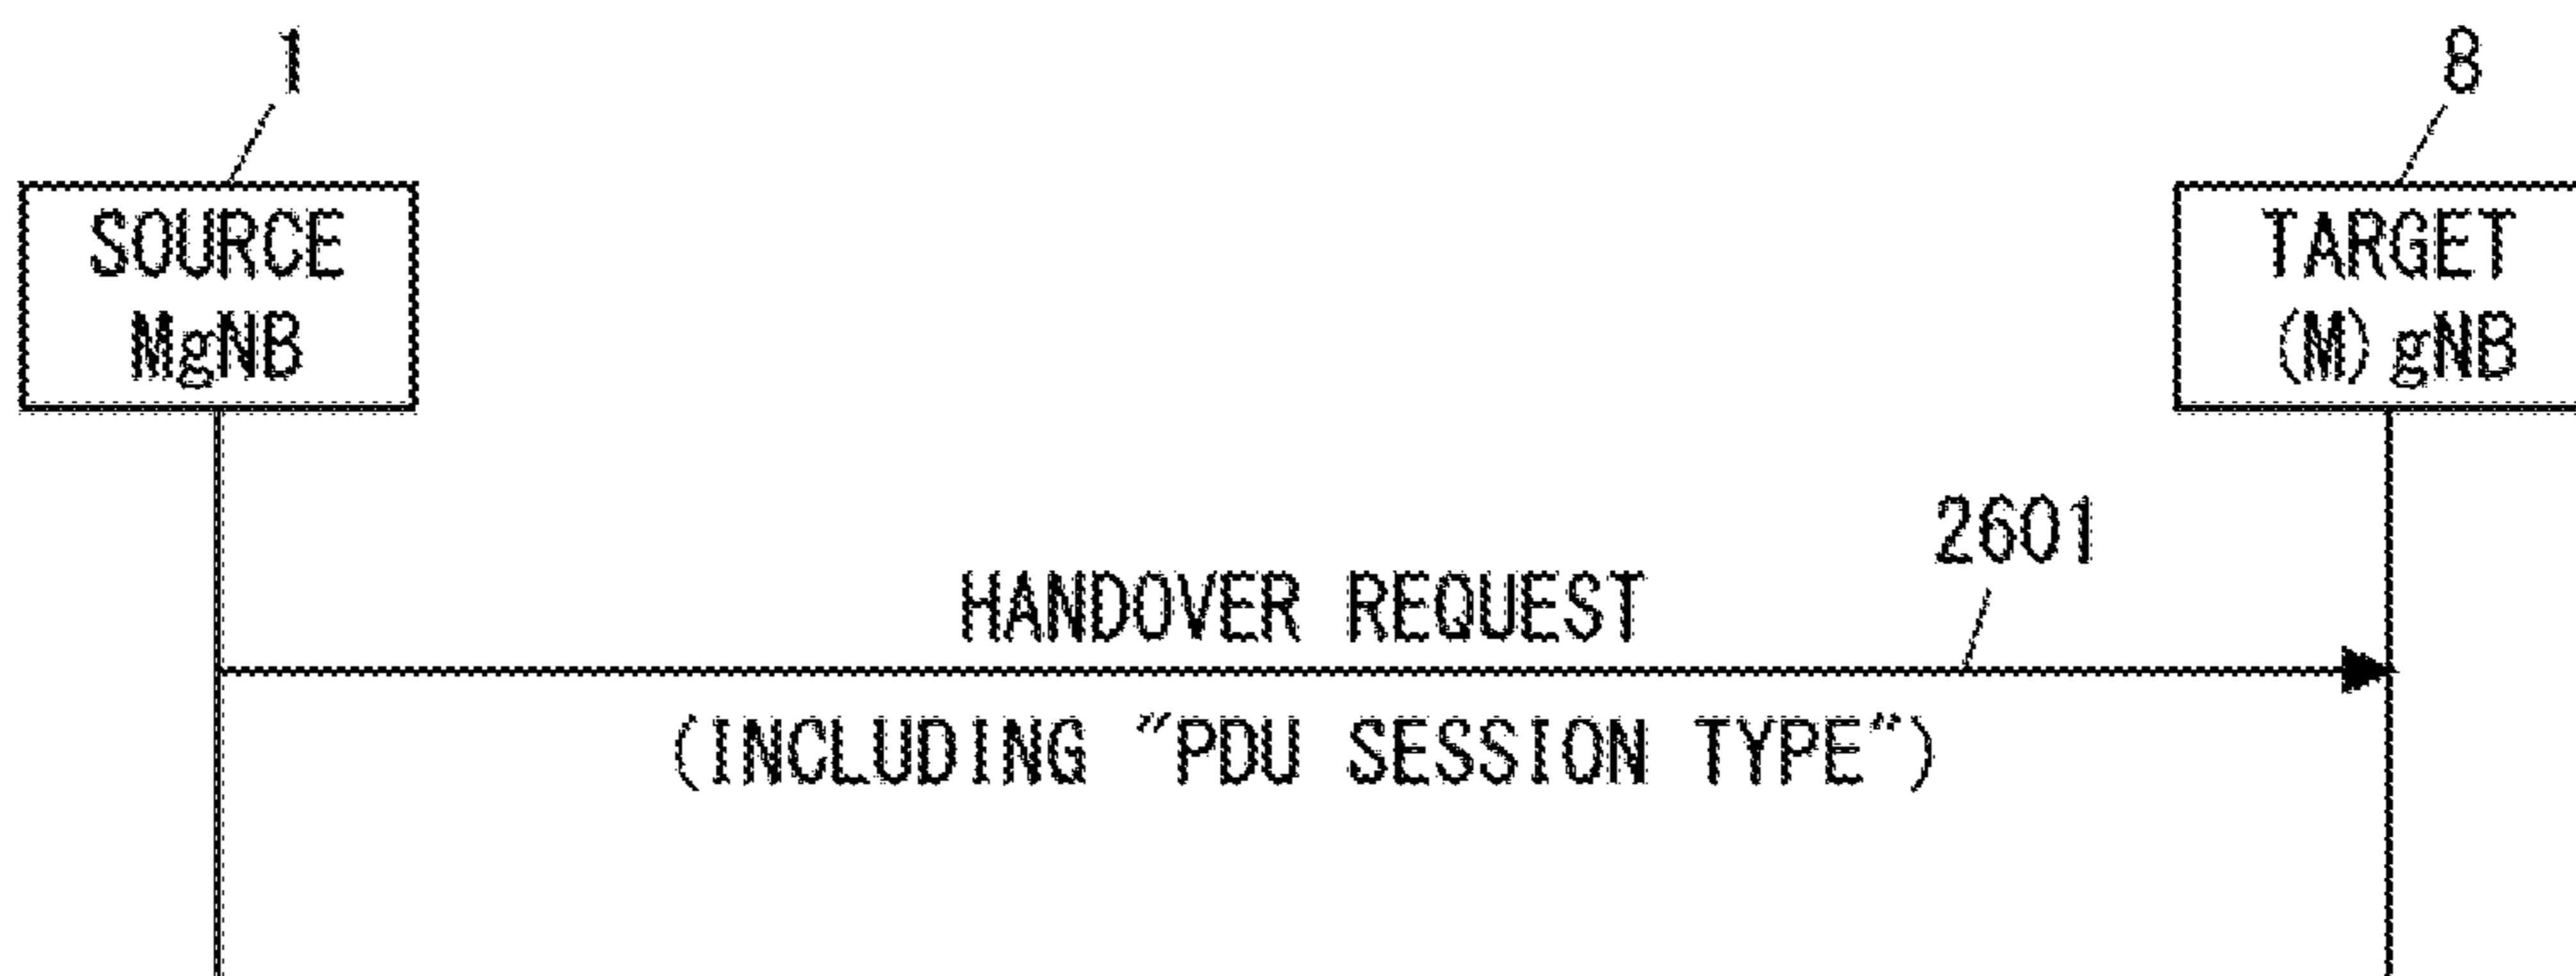 1
8
SOURCE
MgNB
TARGET
(M) gNB
2601
HANDOVER REQUEST
(INCLUDING "PDU SESSION TYPE")